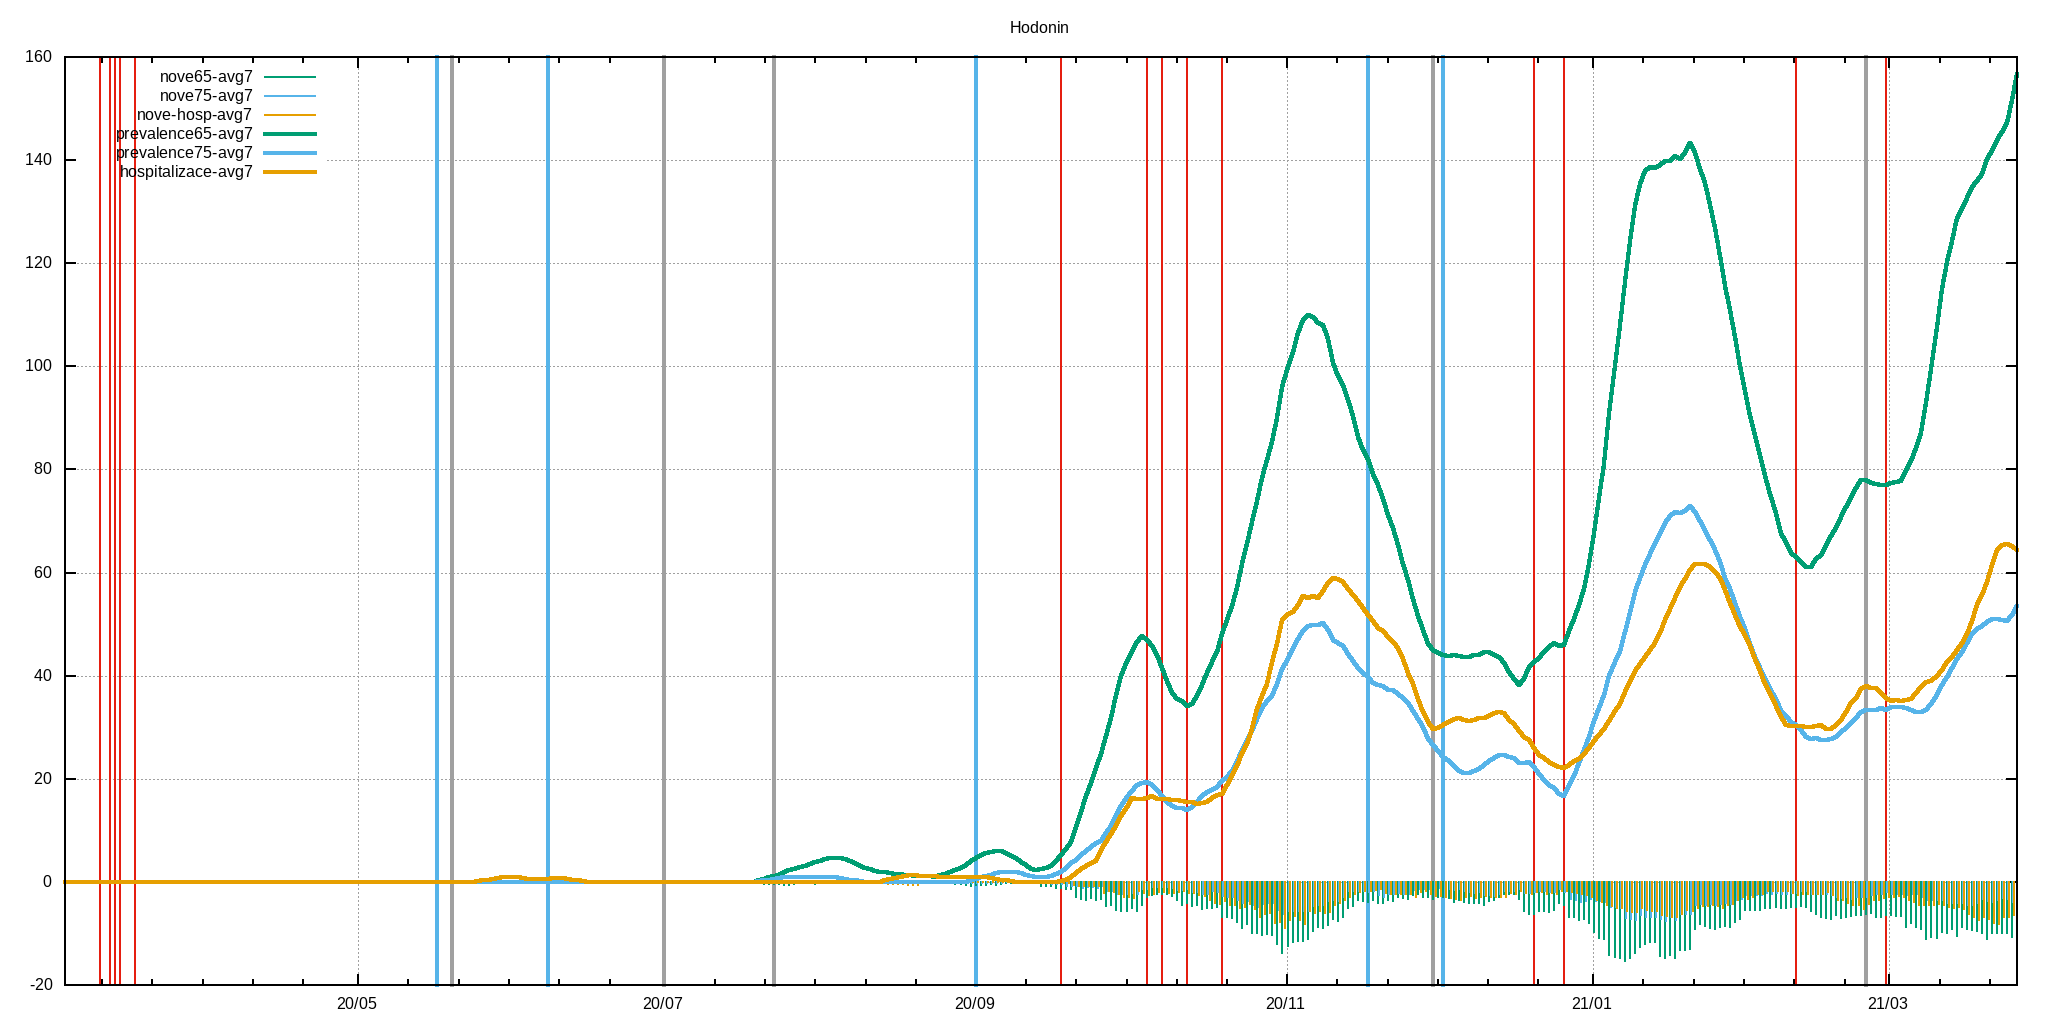 Hodonin
160
140
120
100
80
60
40
20
0
-20
nove65-avg7
nove75-avg7
nove-hosp-avg7
prevalence65-avg7
prevalence75-avg7
hospitalizace-avg7
20/05
20/07
20/09
20/11
21/01
21/03